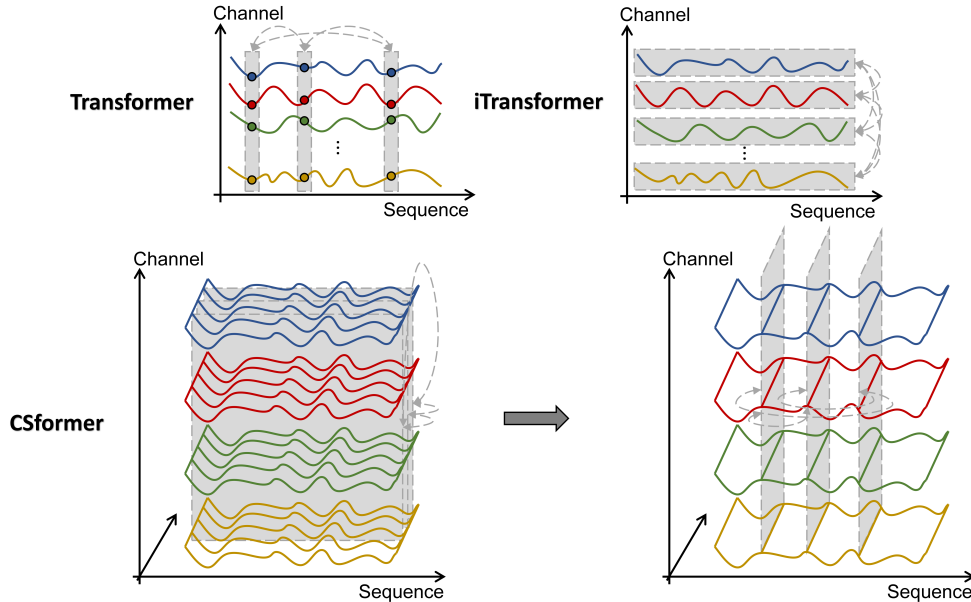 Channel
Transformer
Sequence
Channel
iTransformer
Sequence
Channel
CSformer
Sequence
Channel
Sequence